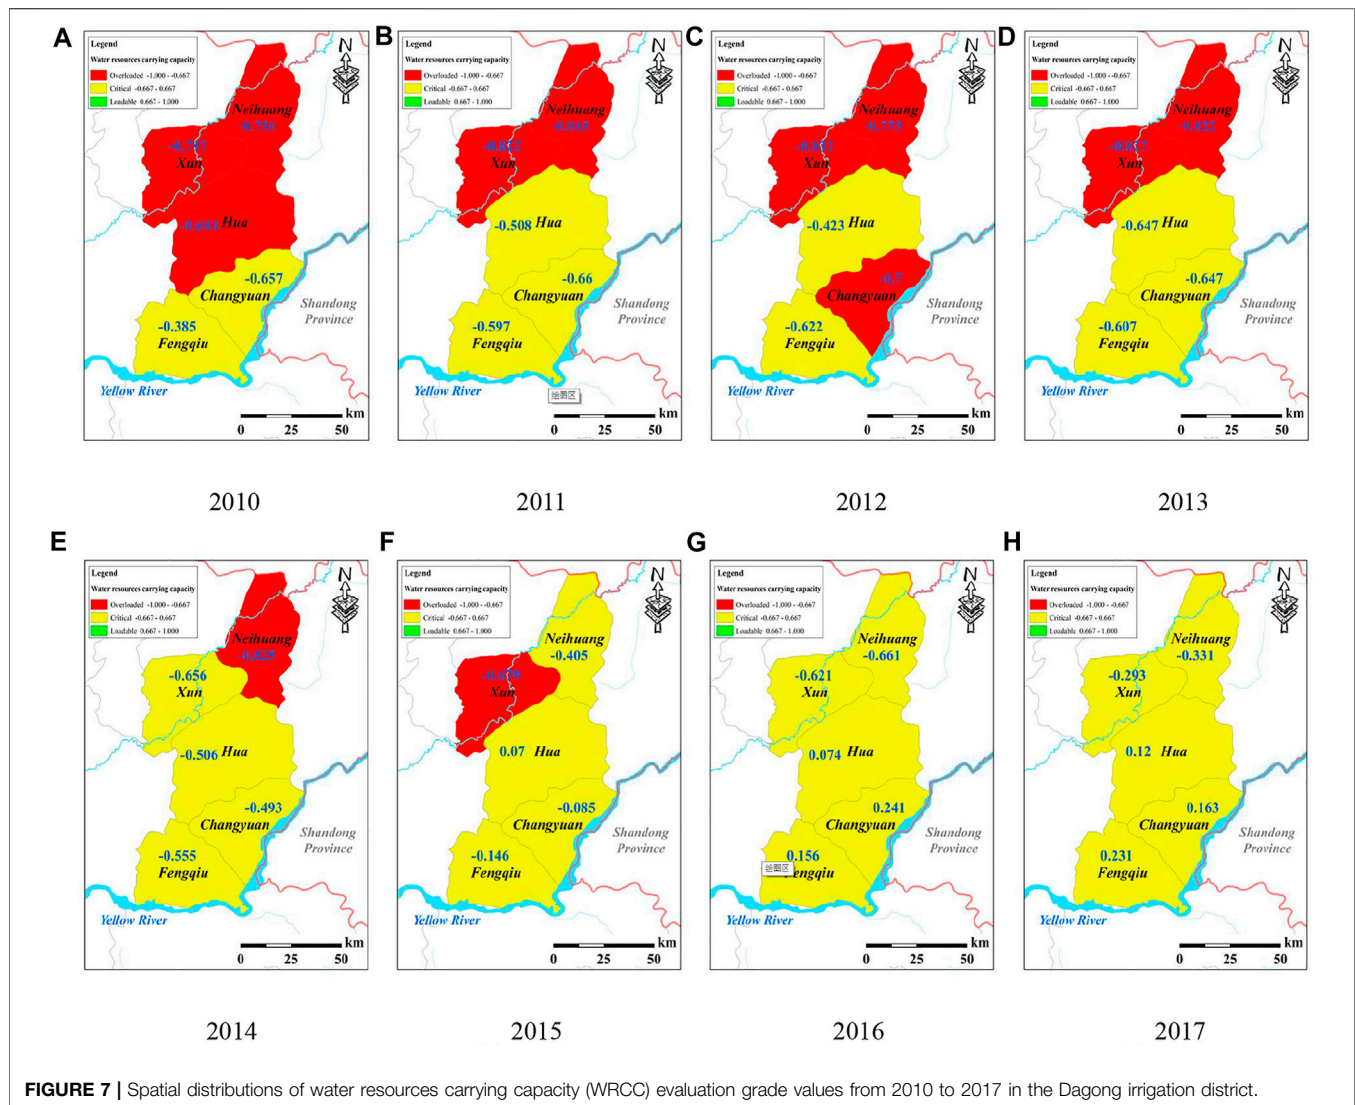 A
Legend
Water resources carrying capacity
Overloaded -1.000 - -0.667
Critical -0.667 - 0.667
Loadable 0.667 - 1.000
N
Neihuang
-0.756
Xun
Hua
-0.657
Changyuan
-0.385
Fengqiu
Shandong
Province
Yellow River
km
0 25 50
2010
B
Legend
Water resources carrying capacity
Overloaded -1.000 - -0.667
Critical -0.667 - 0.667
Loadable 0.667 - 1.000
N
Neihuang
-0.845
-0.822
Xun
-0.508 Hua
-0.66
Changyuan
-0.597
Fengqiu
Shandong
Province
Yellow River
绘图区
km
0 25 50
2011
C
Legend
Water resources carrying capacity
Overloaded -1.000 - -0.667
Critical -0.667 - 0.667
Loadable 0.667 - 1.000
N
Neihuang
-0.773
Xun
-0.423 Hua
-0.7
Changyuan
-0.622
Fengqiu
Shandong
Province
Yellow River
km
0 25 50
2012
D
Legend
Water resources carrying capacity
Overloaded -1.000 - -0.667
Critical -0.667 - 0.667
Loadable 0.667 - 1.000
N
Neihuang
-0.822
Xun
-0.647 Hua
-0.647
Changyuan
-0.607
Fengqiu
Shandong
Province
Yellow River
km
0 25 50
2013
E
Legend
Water resources carrying capacity
Overloaded -1.000 - -0.667
Critical -0.667 - 0.667
Loadable 0.667 - 1.000
N
Neihuang
-0.825
-0.656
Xun
-0.506 Hua
-0.493
Changyuan
-0.555
Fengqiu
Shandong
Province
Yellow River
km
0 25 50
2014
F
Legend
Water resources carrying capacity
Overloaded -1.000 - -0.667
Critical -0.667 - 0.667
Loadable 0.667 - 1.000
N
Neihuang
-0.405
-0.679
Xun
0.07 Hua
-0.085
Changyuan
-0.146
Fengqiu
Shandong
Province
Yellow River
km
0 25 50
2015
G
Legend
Water resources carrying capacity
Overloaded -1.000 - -0.667
Critical -0.667 - 0.667
Loadable 0.667 - 1.000
N
Neihuang
-0.661
-0.621
Xun
0.074 Hua
0.241
Changyuan
0.156
绘图区
Fengqiu
Shandong
Province
Yellow River
km
0 25 50
2016
H
Legend
Water resources carrying capacity
Overloaded -1.000 - -0.667
Critical -0.667 - 0.667
Loadable 0.667 - 1.000
N
Neihuang
-0.331
-0.293
Xun
0.12 Hua
0.163
Changyuan
0.231
Fengqiu
Shandong
Province
Yellow River
km
0 25 50
2017
FIGURE 7 | Spatial distributions of water resources carrying capacity (WRCC) evaluation grade values from 2010 to 2017 in the Dagong irrigation district.